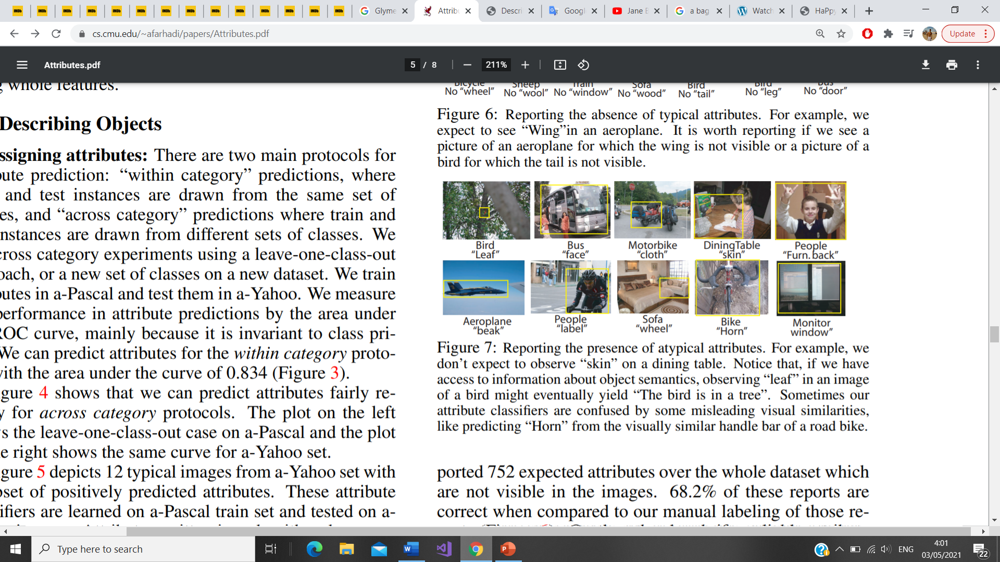 Glyme
Attrib
Descri
Googl
Jane E
a bag
Watch
HaPpy
cs.cmu.edu/~afarhadi/papers/Attributes.pdf
Update
Attributes.pdf
5 / 8
211%
whole features.
Describing Objects
ssigning attributes: There are two main protocols for
bute prediction: “within category” predictions, where
and test instances are drawn from the same set of
es, and “across category” predictions where train and
nstances are drawn from different sets of classes. We
cross category experiments using a leave-one-class-out
oach, or a new set of classes on a new dataset. We train
butes in a-Pascal and test them in a-Yahoo. We measure
performance in attribute predictions by the area under
ROC curve, mainly because it is invariant to class pri-
We can predict attributes for the within category proto-
with the area under the curve of 0.834 (Figure 3).
igure 4 shows that we can predict attributes fairly re-
y for across category protocols. The plot on the left
s the leave-one-class-out case on a-Pascal and the plot
e right shows the same curve for a-Yahoo set.
igure 5 depicts 12 typical images from a-Yahoo set with
bset of positively predicted attributes. These attribute
ifiers are learned on a-Pascal train set and tested on a-
Bicycle Sheep Train Sofa Bird Bird Bus
No “wheel” No “wool” No “window” No “wood” No “tail” No “leg” No “door”
Figure 6: Reporting the absence of typical attributes. For example, we
expect to see “Wing”in an aeroplane. It is worth reporting if we see a
picture of an aeroplane for which the wing is not visible or a picture of a
bird for which the tail is not visible.
Bird Bus Motorbike DiningTable People
“Leaf” “face” “cloth” “skin” “Furn. back”
Aeroplane People Sofa Bike Monitor
“beak” “label” “wheel” “Horn” window”
Figure 7: Reporting the presence of atypical attributes. For example, we
don’t expect to observe “skin” on a dining table. Notice that, if we have
access to information about object semantics, observing “leaf” in an image
of a bird might eventually yield “The bird is in a tree”. Sometimes our
attribute classifiers are confused by some misleading visual similarities,
like predicting “Horn” from the visually similar handle bar of a road bike.
ported 752 expected attributes over the whole dataset which
are not visible in the images. 68.2% of these reports are
correct when compared to our manual labeling of those re-
Type here to search
ENG
4:01
03/05/2021
22